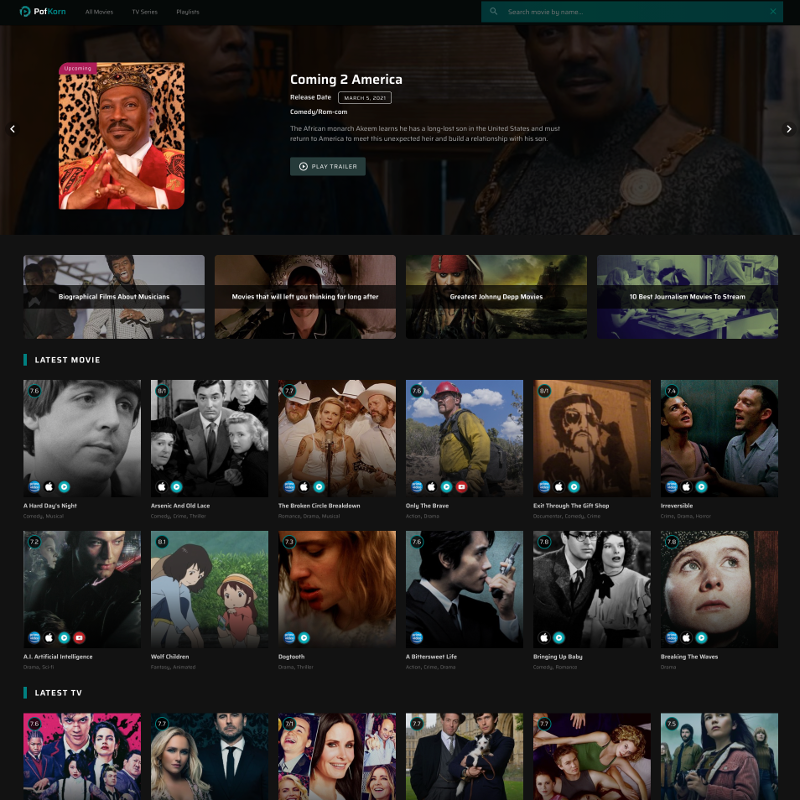 PofKorn
All Movies
TV Series
Playlists
Search movie by name...
Upcoming
Coming 2 America
Release Date
MARCH 5, 2021
Comedy/Rom-com
The African monarch Akeem learns he has a long-lost son in the United States and must
return to America to meet this unexpected heir and build a relationship with his son.
PLAY TRAILER
Biographical Films About Musicians
Movies that will left you thinking for long after
Greatest Johnny Depp Movies
10 Best Journalism Movies To Stream
LATEST MOVIE
7.6
8/1
7.7
7.6
8/1
7.4
A Hard Day's Night
Comedy, Musical
Arsenic And Old Lace
Comedy, Crime, Thriller
The Broken Circle Breakdown
Romance, Drama, Musical
Only The Brave
Action, Drama
Exit Through The Gift Shop
Documentar, Comedy, Crime
Irreversible
Crime, Drama, Horror
7.2
8.1
7.3
7.6
7.8
7.8
A.I. Artificial Intelligence
Drama, Sci-fi
Wolf Children
Fantasy, Animated
Dogtooth
Drama, Thriller
A Bittersweet Life
Action, Crime, Drama
Bringing Up Baby
Comedy, Romance
Breaking The Waves
Drama
LATEST TV
7.6
7.7
7/1
7.7
7.7
7.5